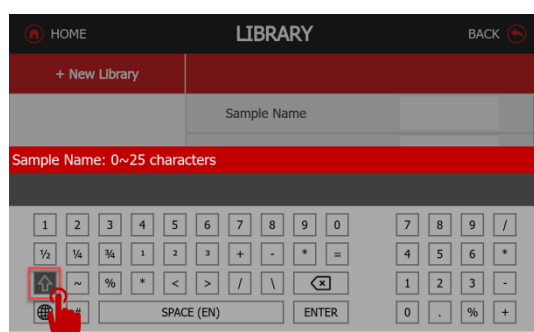 HOME LIBRARY BACK
+ New Library
Sample Name
Sample Name: 0~25 characters
1 2 3 4 5 6 7 8 9 0 7 8 9 /
½ ¼ ¾ ¹ ² ³ + - * = 4 5 6 *
~ % * < > / \ 1 2 3 -
# SPACE (EN) ENTER 0 . % +